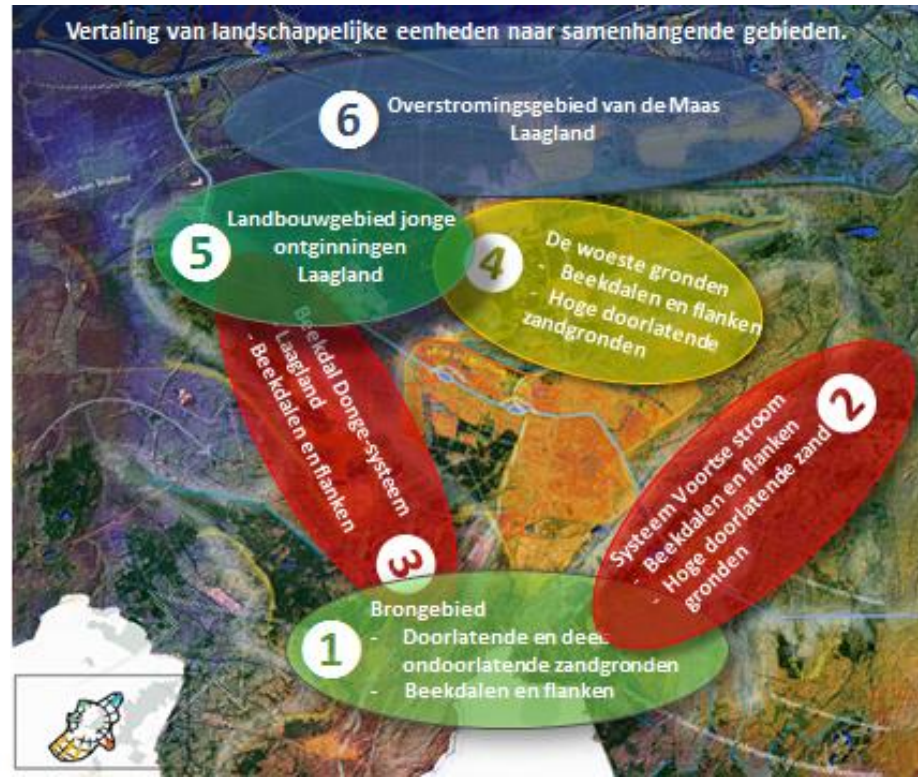 Vertaling van landschappelijke eenheden naar samenhangende gebieden.
6
Overstromingsgebied van de Maas
Laagland
5
Landbouwgebied jonge
ontginningen
Laagland
4
De woeste gronden
- Beekdalen en flanken
- Hoge doorlatende
zandgronden
3
Beekdal Donge-systeem
Laagland
- Beekdalen en flanken
2
Systeem Voortse stroom
- Beekdalen en flanken
- Hoge doorlatende zand
gronden
1
Brongebied
- Doorlatende en deels
ondoorlatende zandgronden
- Beekdalen en flanken